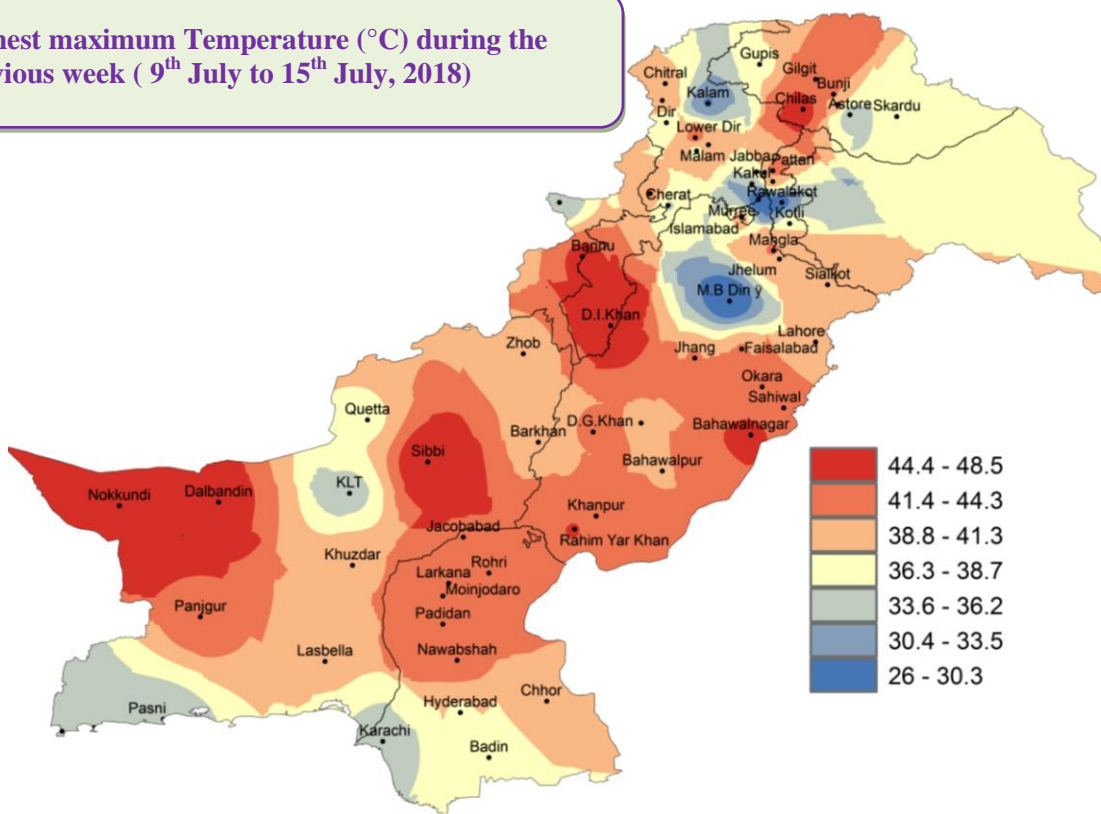 nest maximum Temperature (°C) during the
vious week ( 9th July to 15th July, 2018)
Gupis
Chitral
Gilgit
Bunji
Kalam
Chilas
Astore
Skardu
Dir
Lower Dir
Malam Jabba
Pattan
Kakul
Cherat
Rawalakot
Murree
Kotli
Islamabad
Bannu
Mangla
Jhelum
Sialkot
M.B Din ÿ
D.I.Khan
Lahore
Zhob
Jhang
Faisalabad
Okara
Sahiwal
Quetta
D.G.Khan
Bahawalnagar
Barkhan
Sibbi
Bahawalpur
44.4 - 48.5
KLT
Nokkundi
Dalbandin
41.4 - 44.3
Khanpur
Jacobabad
Rahim Yar Khan
38.8 - 41.3
Khuzdar
Rohri
Larkana
36.3 - 38.7
Moinjodaro
Panjgur
Padidan
33.6 - 36.2
Lasbella
Nawabshah
30.4 - 33.5
26 - 30.3
Chhor
Hyderabad
Pasni
Karachi
Badin